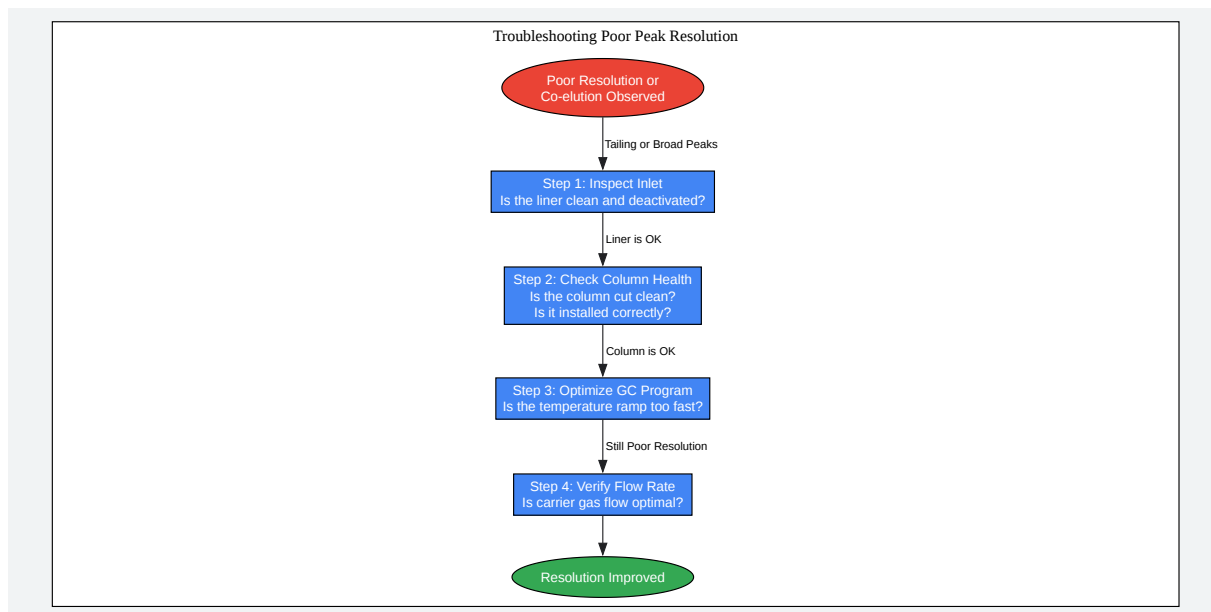 Troubleshooting Poor Peak Resolution
Poor Resolution or
Co-elution Observed
Tailing or Broad Peaks
Step 1: Inspect Inlet
Is the liner clean and deactivated?
Liner is OK
Step 2: Check Column Health
Is the column cut clean?
Is it installed correctly?
Column is OK
Step 3: Optimize GC Program
Is the temperature ramp too fast?
Still Poor Resolution
Step 4: Verify Flow Rate
Is carrier gas flow optimal?
Resolution Improved